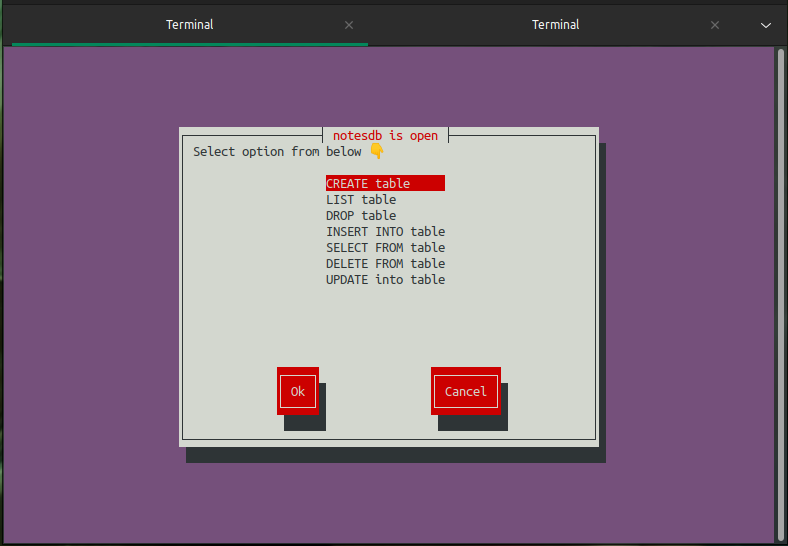 Terminal
Terminal
notesdb is open
Select option from below 👇
CREATE table
LIST table
DROP table
INSERT INTO table
SELECT FROM table
DELETE FROM table
UPDATE into table
Ok
Cancel